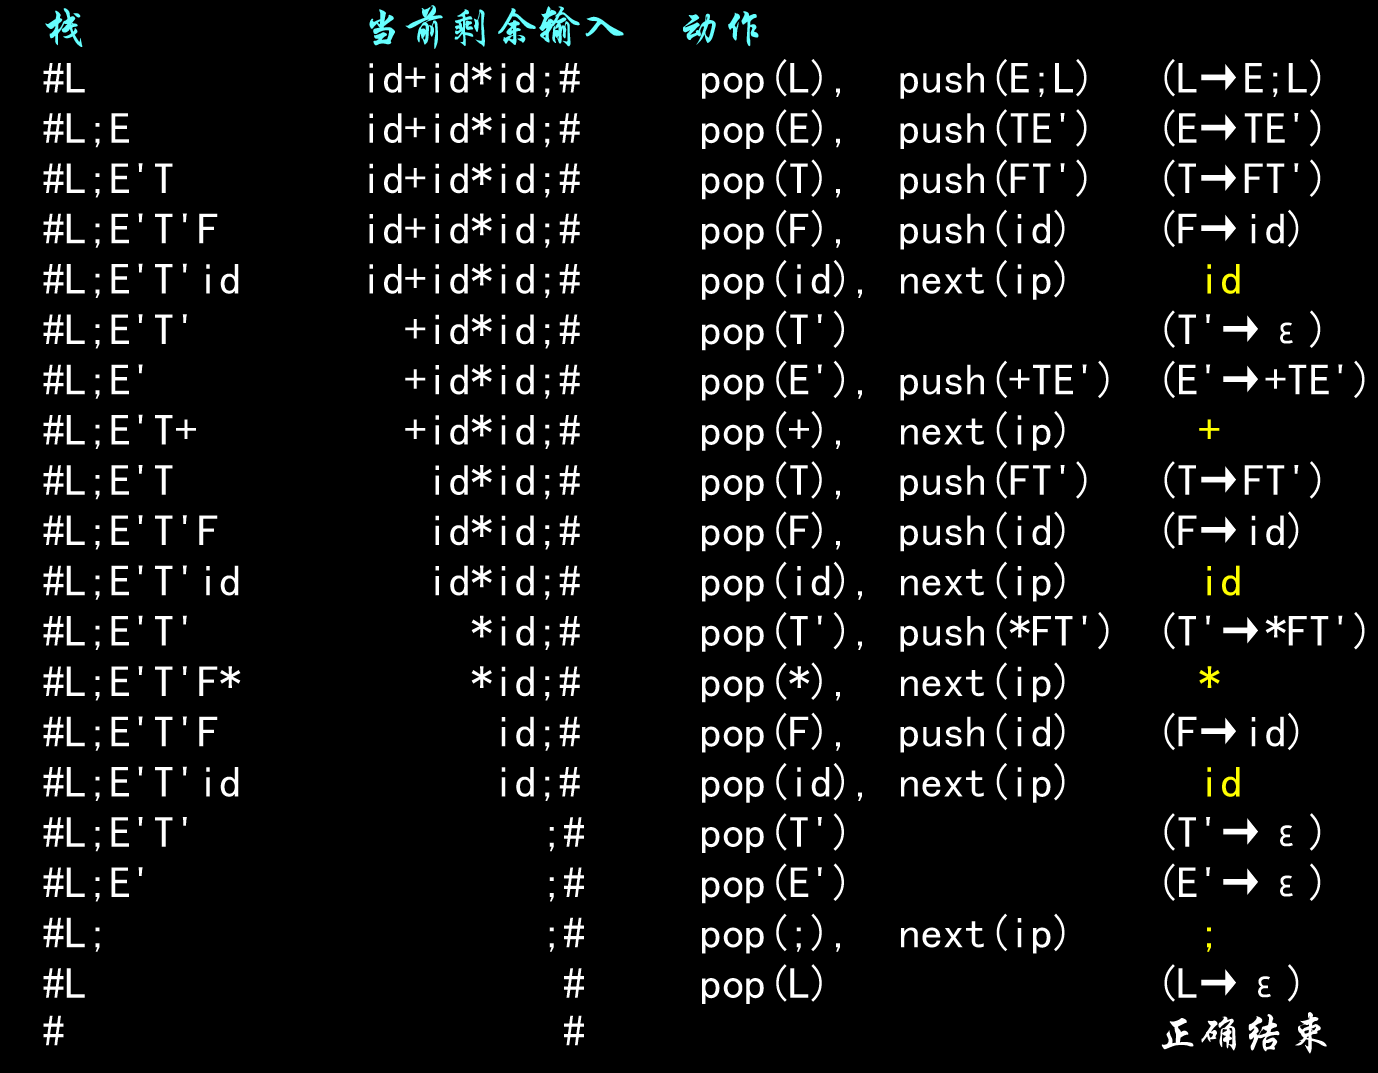 栈 当前剩余输入 动作
#L id+id*id;# pop(L), push(E;L) (L→E;L)
#L;E id+id*id;# pop(E), push(TE') (E→TE')
#L;E'T id+id*id;# pop(T), push(FT') (T→FT')
#L;E'T'F id+id*id;# pop(F), push(id) (F→id)
#L;E'T'id id+id*id;# pop(id), next(ip) id
#L;E'T' +id*id;# pop(T') (T'→ε)
#L;E' +id*id;# pop(E'), push(+TE') (E'→+TE')
#L;E'T+ +id*id;# pop(+), next(ip) +
#L;E'T id*id;# pop(T), push(FT') (T→FT')
#L;E'T'F id*id;# pop(F), push(id) (F→id)
#L;E'T'id id*id;# pop(id), next(ip) id
#L;E'T' *id;# pop(T'), push(*FT') (T'→*FT')
#L;E'T'F* *id;# pop(*), next(ip) *
#L;E'T'F id;# pop(F), push(id) (F→id)
#L;E'T'id id;# pop(id), next(ip) id
#L;E'T' ;# pop(T') (T'→ε)
#L;E' ;# pop(E') (E'→ε)
#L; ;# pop(;), next(ip) ;
#L # pop(L) (L→ε)
# # 正确结束